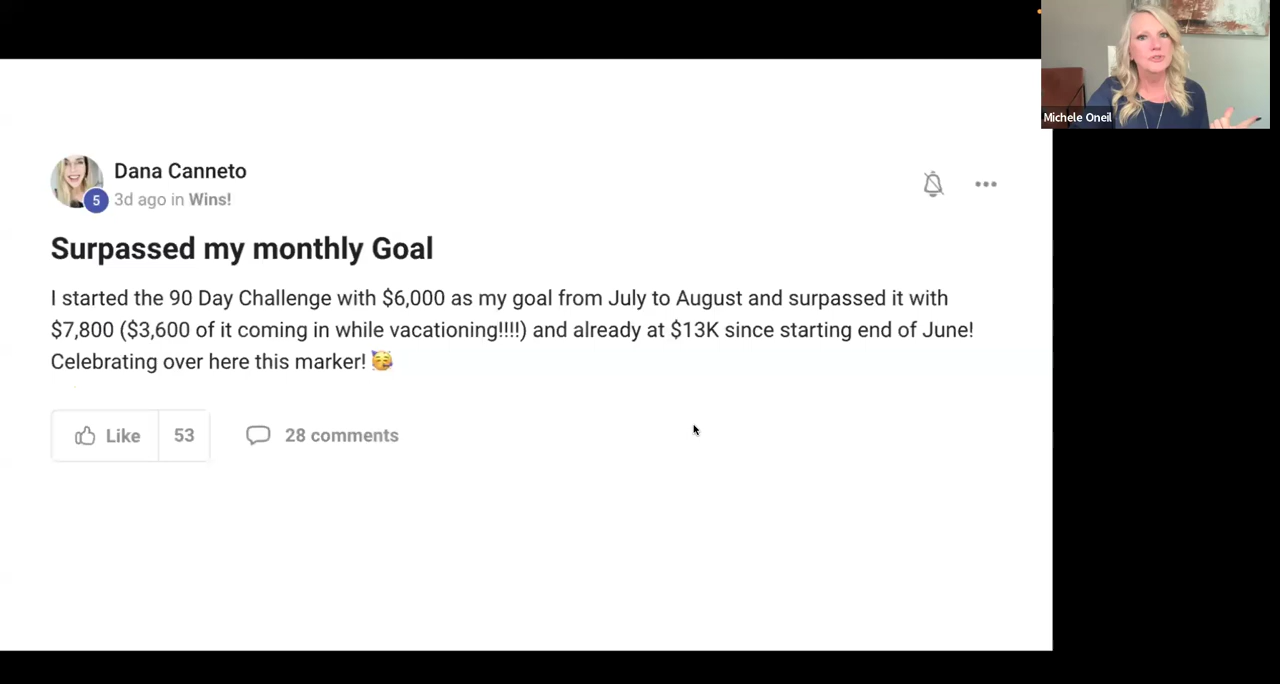 Michele Oneil
Dana Canneto
5
3d ago in Wins!
Surpassed my monthly Goal
I started the 90 Day Challenge with $6,000 as my goal from July to August and surpassed it with
$7,800 ($3,600 of it coming in while vacationing!!!!) and already at $13K since starting end of June!
Celebrating over here this marker! 🥳
Like 53 28 comments